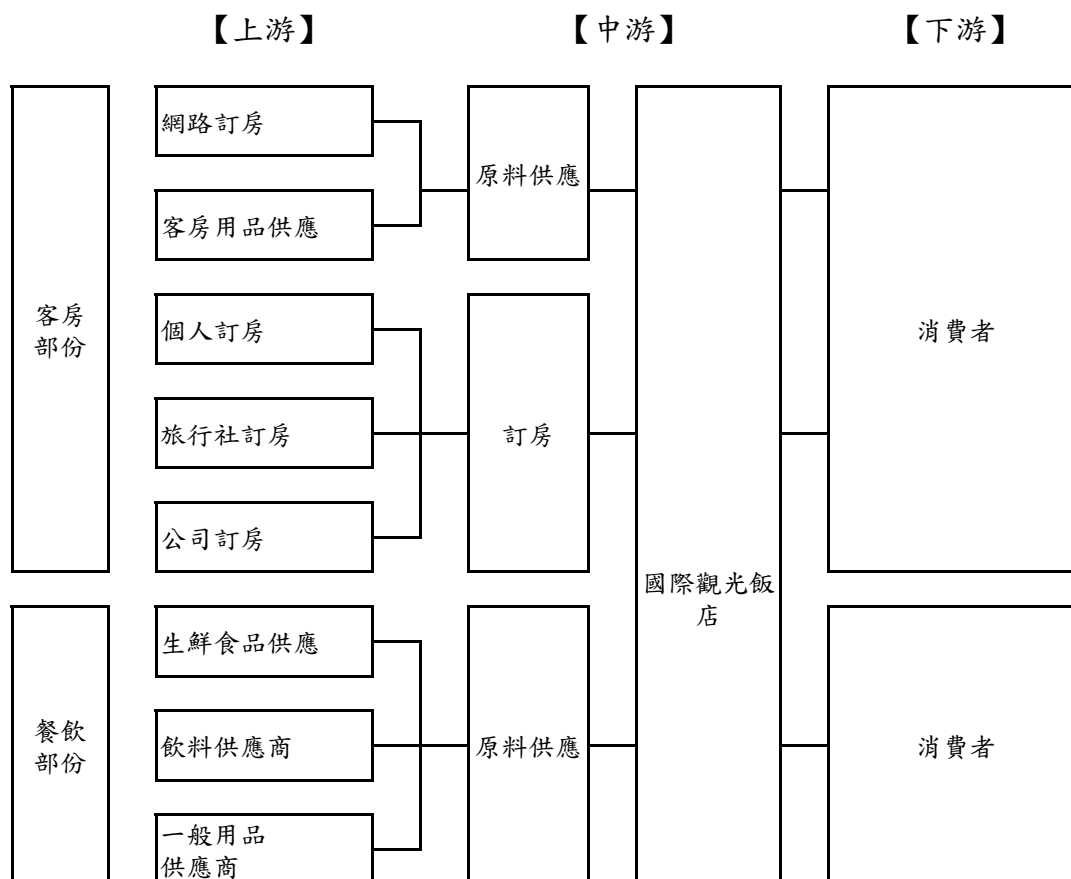 【上游】 【中游】 【下游】
網路訂房
原料供應
客房用品供應
客房
部份
個人訂房
消費者
旅行社訂房
訂房
公司訂房
國際觀光飯
店
生鮮食品供應
餐飲
部份
飲料供應商
原料供應
消費者
一般用品
供應商